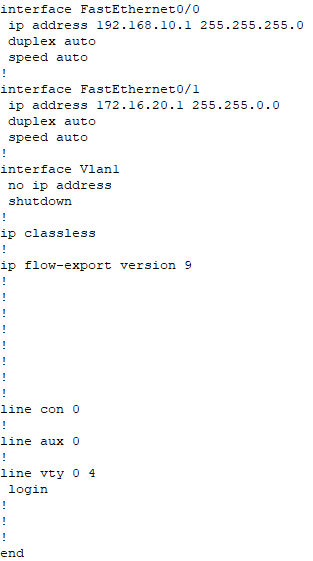 interface FastEthernet0/0
 ip address 192.168.10.1 255.255.255.0
 duplex auto
 speed auto
!
interface FastEthernet0/1
 ip address 172.16.20.1 255.255.0.0
 duplex auto
 speed auto
!
interface Vlan1
 no ip address
 shutdown
!
ip classless
!
ip flow-export version 9
!
!
!
!
!
!
!
!
line con 0
!
line aux 0
!
line vty 0 4
 login
!
!
!
end